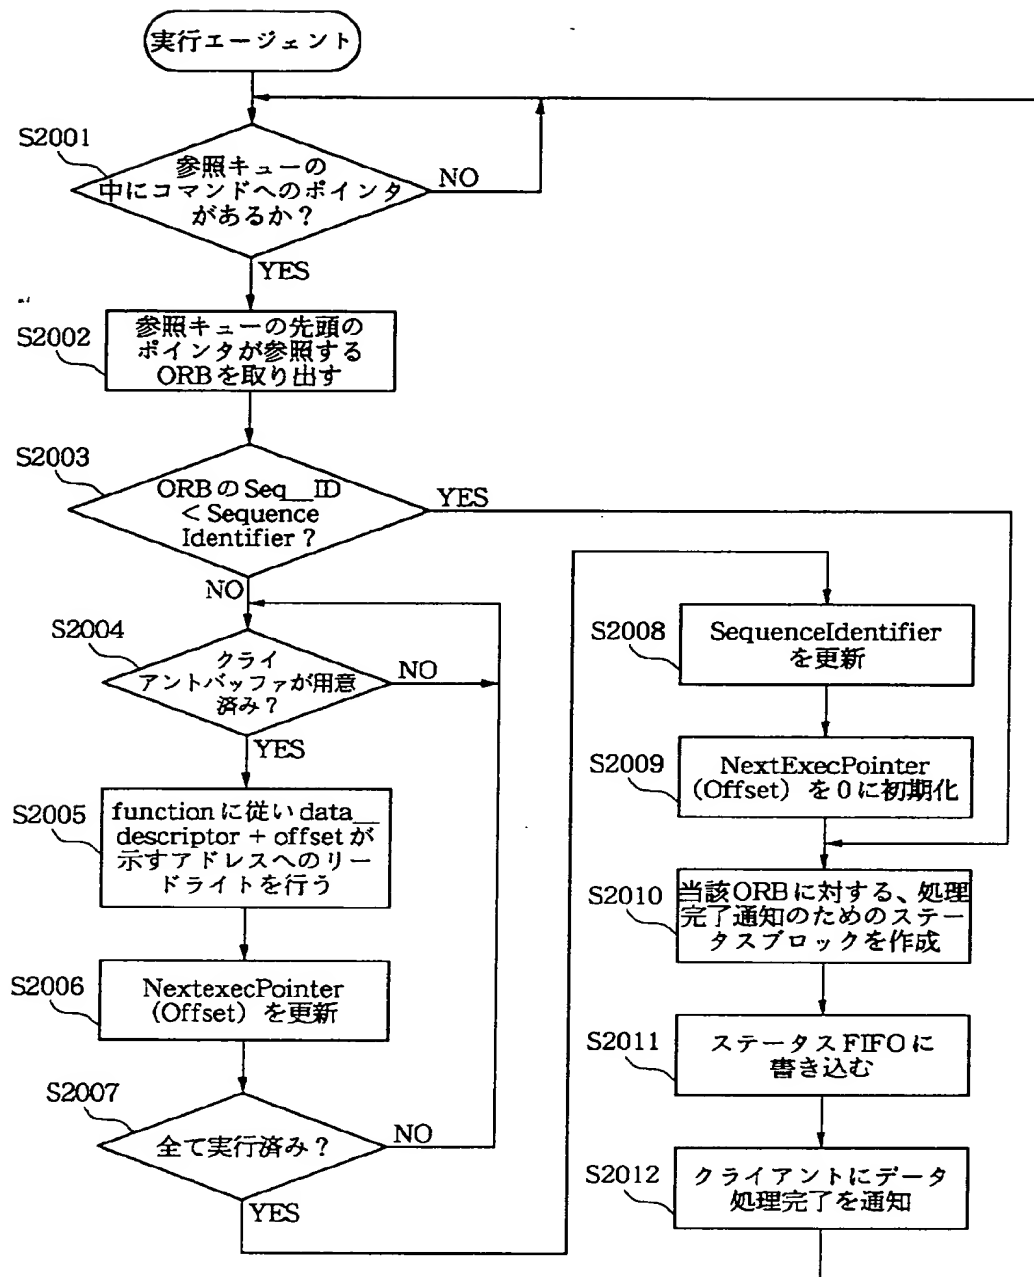 実行エージェント
S2001
参照キューの
中にコマンドへのポインタ
があるか？
NO
YES
S2002
参照キューの先頭の
ポインタが参照する
ORBを取り出す
S2003
ORBのSeq__ID
< Sequence
Identifier？
YES
NO
S2004
クライ
アントバッファが用意
済み？
NO
YES
S2005
functionに従いdata__
descriptor + offsetが
示すアドレスへのリー
ドライトを行う
S2006
NextexecPointer
(Offset) を更新
S2007
全て実行済み？
NO
YES
S2008
SequenceIdentifier
を更新
S2009
NextExecPointer
(Offset) を0に初期化
S2010
当該ORBに対する、処理
完了通知のためのステー
タスブロックを作成
S2011
ステータスFIFOに
書き込む
S2012
クライアントにデータ
処理完了を通知